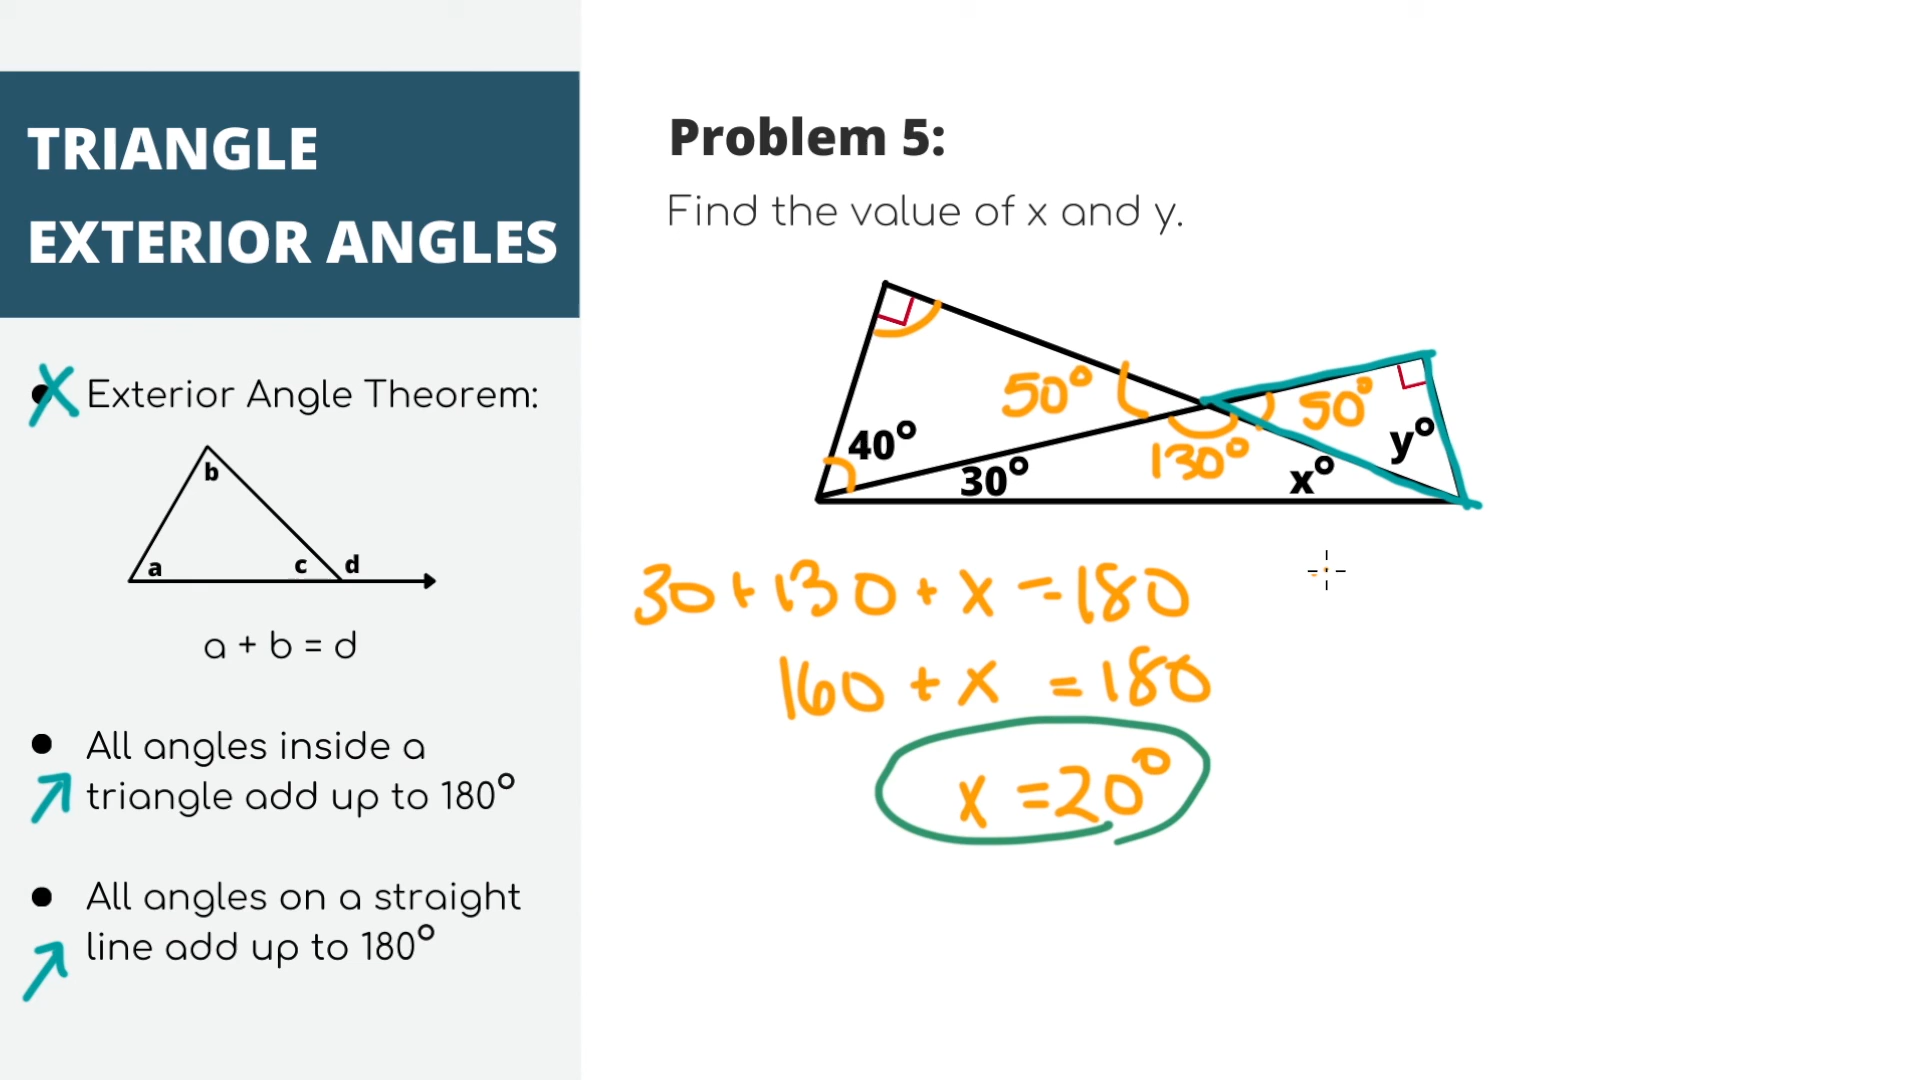 TRIANGLE
EXTERIOR ANGLES
Exterior Angle Theorem:
b
a
c
d
a + b = d
All angles inside a
triangle add up to 180°
All angles on a straight
line add up to 180°
Problem 5:
Find the value of x and y.
50°
50°
40°
y°
130°
30°
x°
30 + 130 + x = 180
160 + x = 180
x = 20°